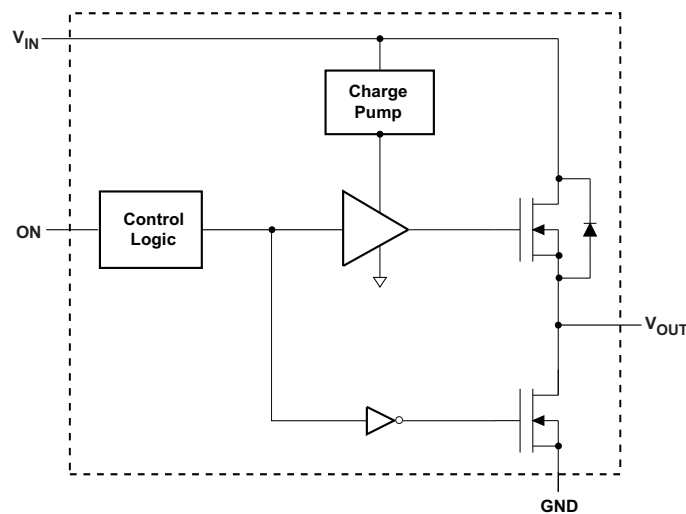 VIN
Charge
Pump
Control
Logic
ON
VOUT
GND